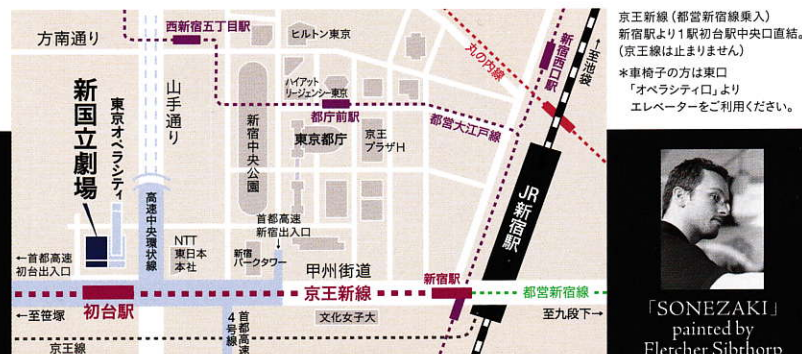 京王新線(都営新宿線乗入)
新宿駅より1駅初台駅中央口直結。
(京王線は止まりません)
*車椅子の方は東口
「オペラシティ口」より
エレベーターをご利用ください。
方南通り
西新宿五丁目駅
ヒルトン東京
新宿西口駅
丸の内線
↑至池袋
山手通り
ハイアット
リージェンシー東京
都庁前駅
都営大江戸線
東京オペラシティ
新国立劇場
新宿中央公園
東京都庁
京王
プラザH
JR新宿駅
高速中央環状線
首都高速
新宿出入口
NTT
東日本
本社
新宿
パークタワー
甲州街道
新宿駅
←首都高速
初台出入口
初台駅
京王新線
都営新宿線
←至笹塚
首都高速
4号線
文化女子大
至九段下→
京王線
「SONEZAKI」
painted by
Fletcher Sibthorp